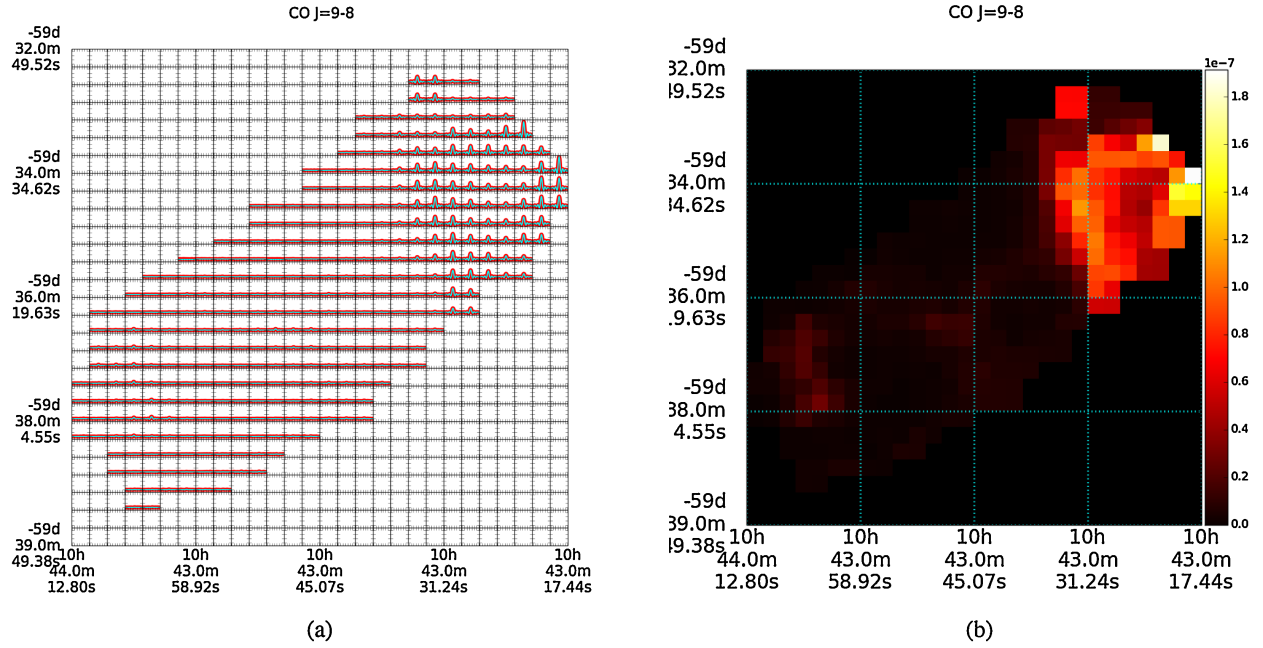 CO J=9-8
-59d
32.0m
49.52s
-59d
34.0m
34.62s
-59d
36.0m
19.63s
-59d
38.0m
4.55s
-59d
39.0m
49.38s
10h
44.0m
12.80s
10h
43.0m
58.92s
10h
43.0m
45.07s
10h
43.0m
31.24s
10h
43.0m
17.44s
(a)
CO J=9-8
-59d
32.0m
49.52s
-59d
34.0m
34.62s
-59d
36.0m
9.63s
-59d
38.0m
4.55s
-59d
39.0m
49.38s
10h
44.0m
12.80s
10h
43.0m
58.92s
10h
43.0m
45.07s
10h
43.0m
31.24s
10h
43.0m
17.44s
1e-7
1.8
1.6
1.4
1.2
1.0
0.8
0.6
0.4
0.2
0.0
(b)